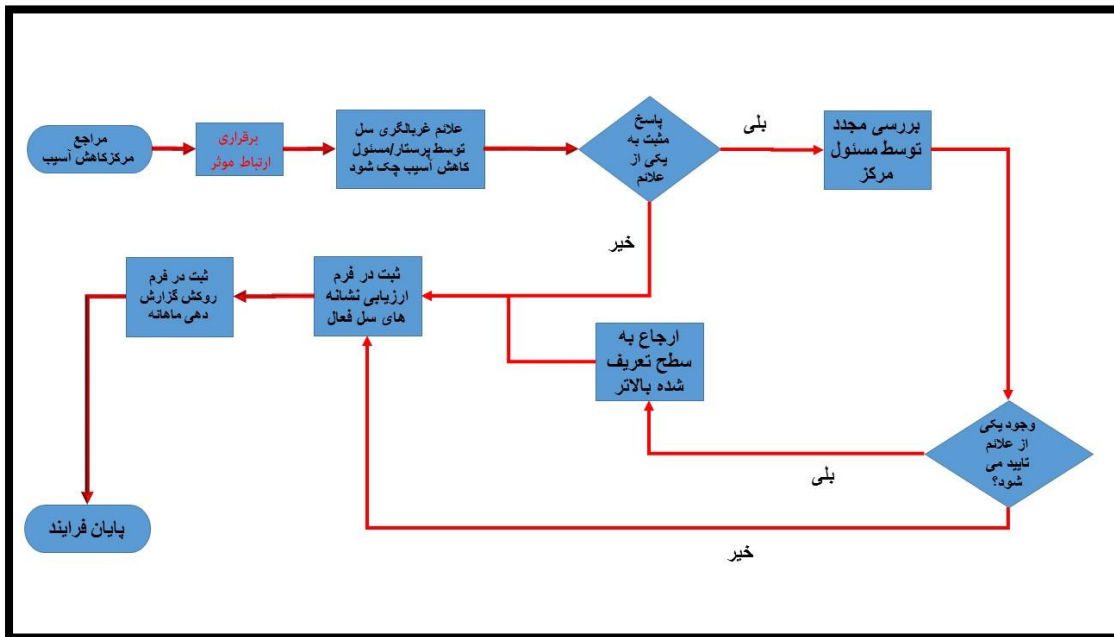 مراجع
مرکزکاهش آسیب
برقراری
ارتباط موثر
علائم غربالگری سل
توسط پرستار/مسئول
کاهش آسیب چک شود
پاسخ
مثبت به
یکی از
علائم
بلی
بررسی مجدد
توسط مسئول
مرکز
خیر
ثبت در فرم
روکش گزارش
دهی ماهانه
ثبت در فرم
ارزیابی نشانه
های سل فعال
ارجاع به
سطح تعریف
شده بالاتر
وجود یکی
از علائم
تایید می
شود؟
بلی
خیر
پایان فرایند